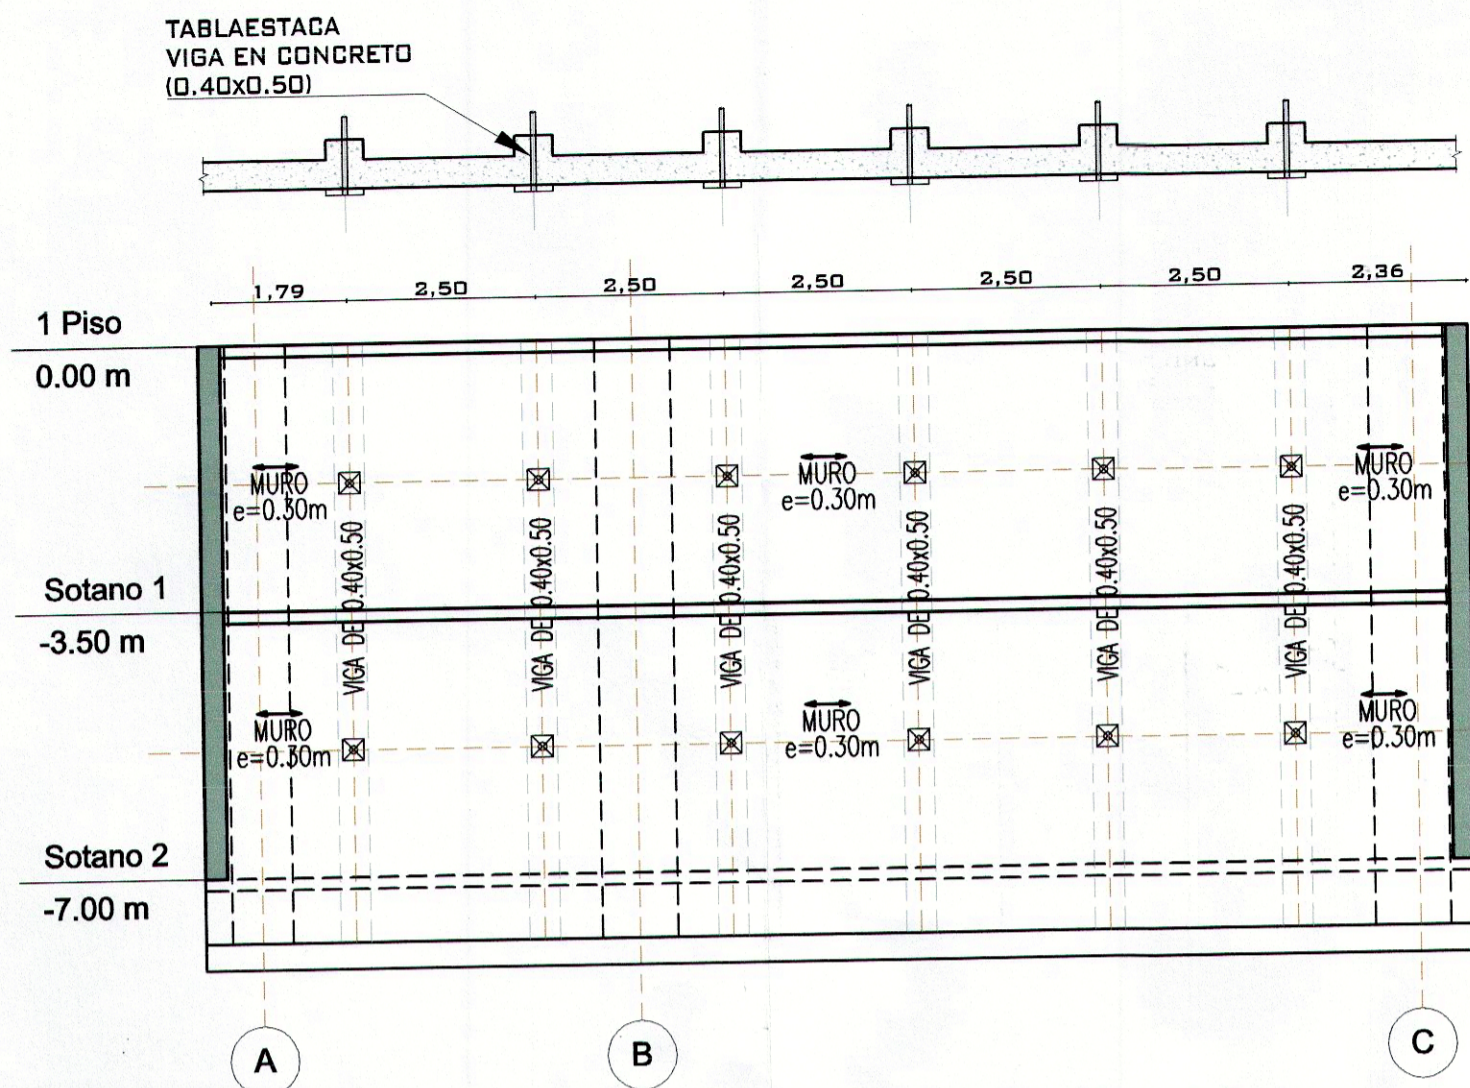 TABLAESTACA
VIGA EN CONCRETO
(0.40x0.50)
1,79 2,50 2,50 2,50 2,50 2,50 2,36
1 Piso
0.00 m
MURO
e=0.30m
MURO
e=0.30m
MURO
e=0.30m
VIGA DE 0.40x0.50
VIGA DE 0.40x0.50
VIGA DE 0.40x0.50
VIGA DE 0.40x0.50
VIGA DE 0.40x0.50
VIGA DE 0.40x0.50
Sotano 1
-3.50 m
MURO
e=0.30m
MURO
e=0.30m
MURO
e=0.30m
Sotano 2
-7.00 m
A B C